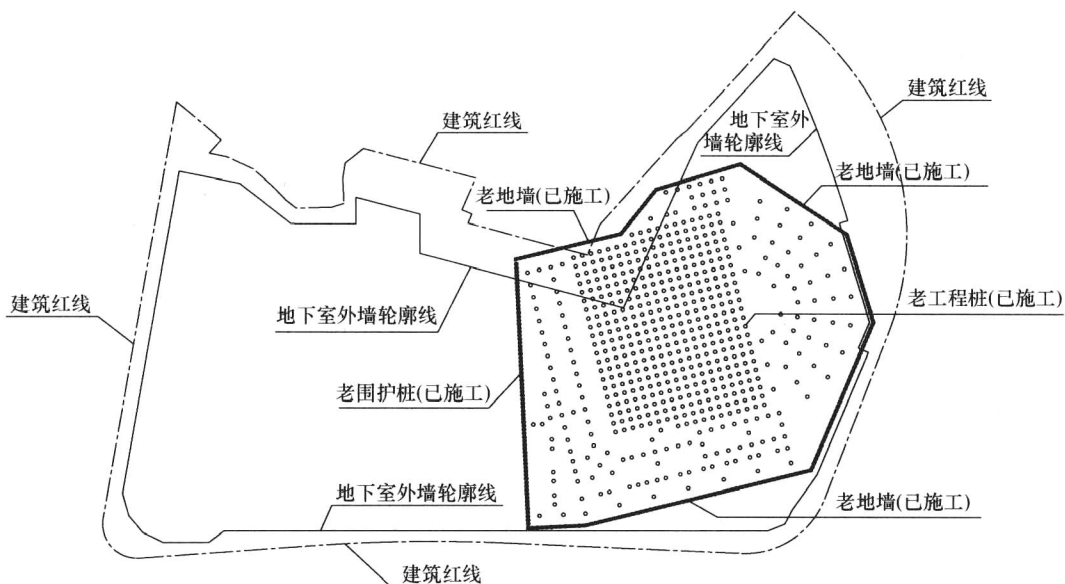 建筑红线
建筑红线
地下室外
墙轮廓线
老地墙(已施工)
老地墙(已施工)
建筑红线
地下室外墙轮廓线
老工程桩(已施工)
老围护桩(已施工)
地下室外墙轮廓线
老地墙(已施工)
建筑红线